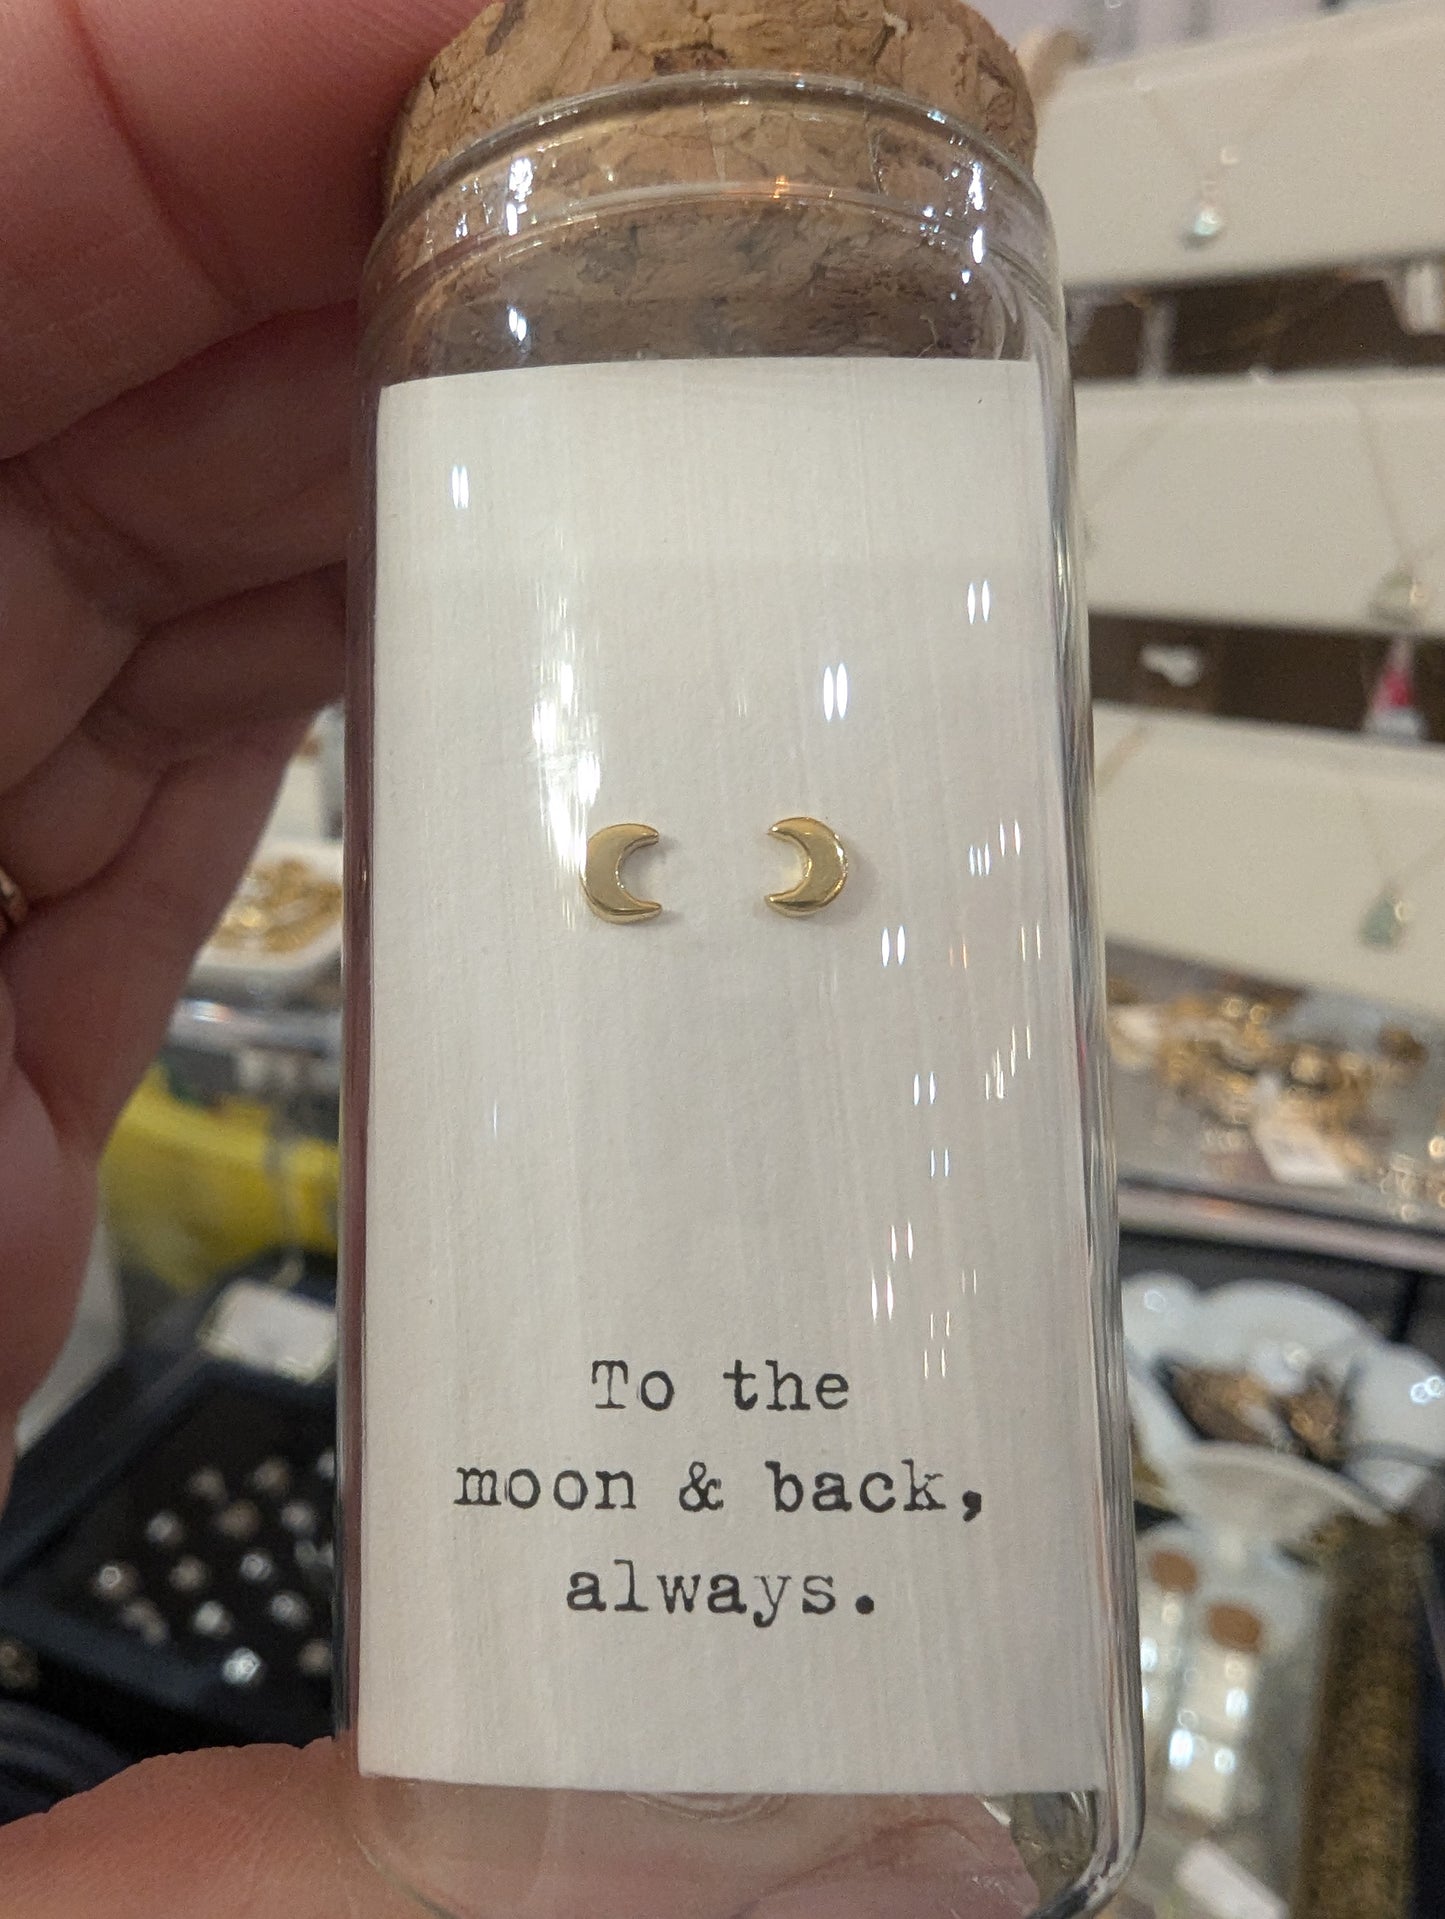 To the
moon & back,
always.